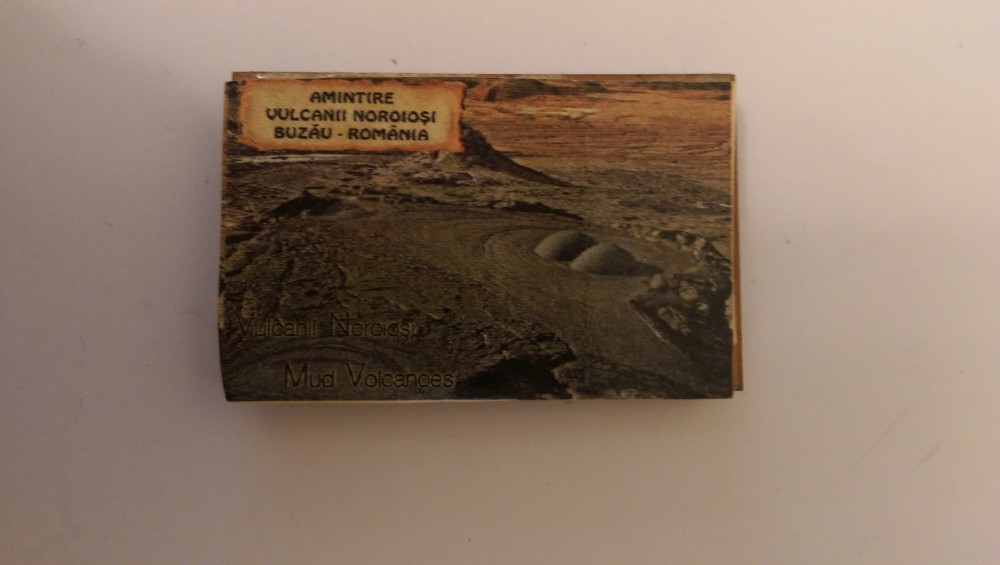 AMINTIRE
VULCANII NOROIOȘI
BUZĂU - ROMÂNIA
Vulcanii Noroioși
Mud Volcanoes